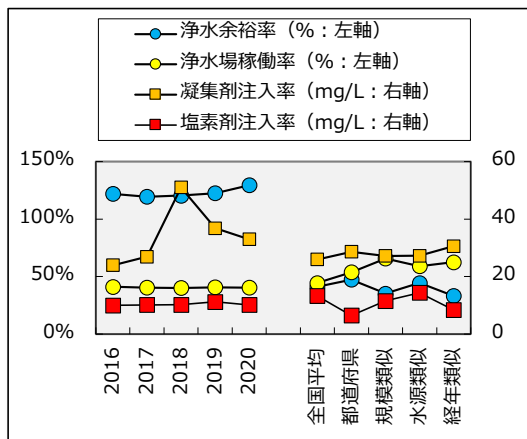 浄水余裕率（%：左軸）
浄水場稼働率（%：左軸）
凝集剤注入率（mg/L：右軸）
塩素剤注入率（mg/L：右軸）
150%
100%
50%
0%
60
40
20
0
2016
2017
2018
2019
2020
全国平均
都道府県
規模類似
水源類似
経年類似